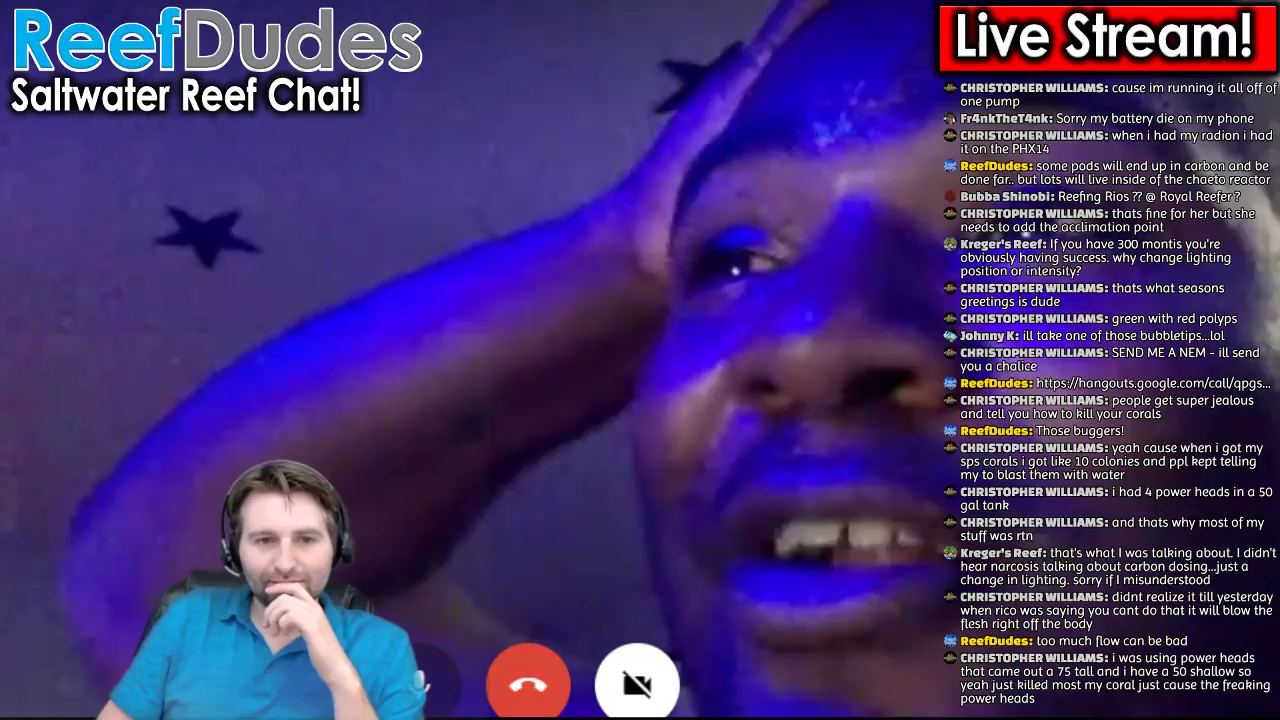 ReefDudes
Saltwater Reef Chat!
Live Stream!
CHRISTOPHER WILLIAMS: cause im running it all off of
one pump
Fr4nkTheT4nk: Sorry my battery die on my phone
CHRISTOPHER WILLIAMS: when i had my radion i had
it on the PHX14
ReefDudes: some pods will end up in carbon and be
done far.. but lots will live inside of the chaeto reactor
Bubba Shinobi: Reefing Rios ?? @ Royal Reefer ?
CHRISTOPHER WILLIAMS: thats fine for her but she
needs to add the acclimation point
Kreger's Reef: If you have 300 montis you're
obviously having success. why change lighting
position or intensity?
CHRISTOPHER WILLIAMS: thats what seasons
greetings is dude
CHRISTOPHER WILLIAMS: green with red polyps
Johnny K: ill take one of those bubbletips...lol
CHRISTOPHER WILLIAMS: SEND ME A NEM - ill send
you a chalice
ReefDudes: https://hangouts.google.com/call/qpgs...
CHRISTOPHER WILLIAMS: people get super jealous
and tell you how to kill your corals
ReefDudes: Those buggers!
CHRISTOPHER WILLIAMS: yeah cause when i got my
sps corals i got like 10 colonies and ppl kept telling
my to blast them with water
CHRISTOPHER WILLIAMS: i had 4 power heads in a 50
gal tank
CHRISTOPHER WILLIAMS: and thats why most of my
stuff was rtn
Kreger's Reef: that's what I was talking about. I didn't
hear narcosis talking about carbon dosing...just a
change in lighting. sorry if I misunderstood
CHRISTOPHER WILLIAMS: didnt realize it till yesterday
when rico was saying you cant do that it will blow the
flesh right off the body
ReefDudes: too much flow can be bad
CHRISTOPHER WILLIAMS: i was using power heads
that came out a 75 tall and i have a 50 shallow so
yeah just killed most my coral just cause the freaking
power heads